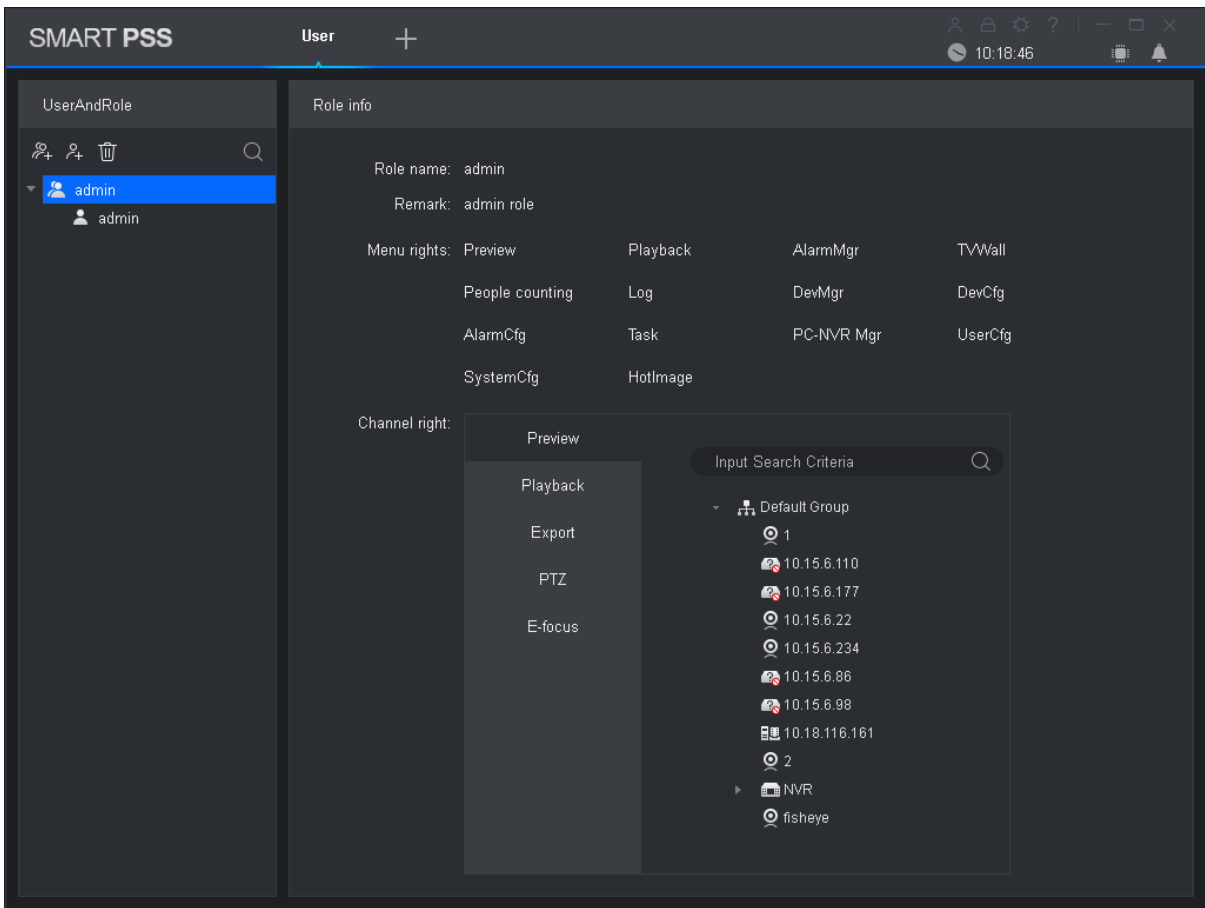 SMART PSS
User
?
10:18:46
UserAndRole
admin
admin
Role info
Role name: admin
Remark: admin role
Menu rights: Preview Playback AlarmMgr TVWall
People counting Log DevMgr DevCfg
AlarmCfg Task PC-NVR Mgr UserCfg
SystemCfg HotImage
Channel right:
Preview
Playback
Export
PTZ
E-focus
Input Search Criteria
Default Group
1
10.15.6.110
10.15.6.177
10.15.6.22
10.15.6.234
10.15.6.86
10.15.6.98
10.18.116.161
2
NVR
fisheye